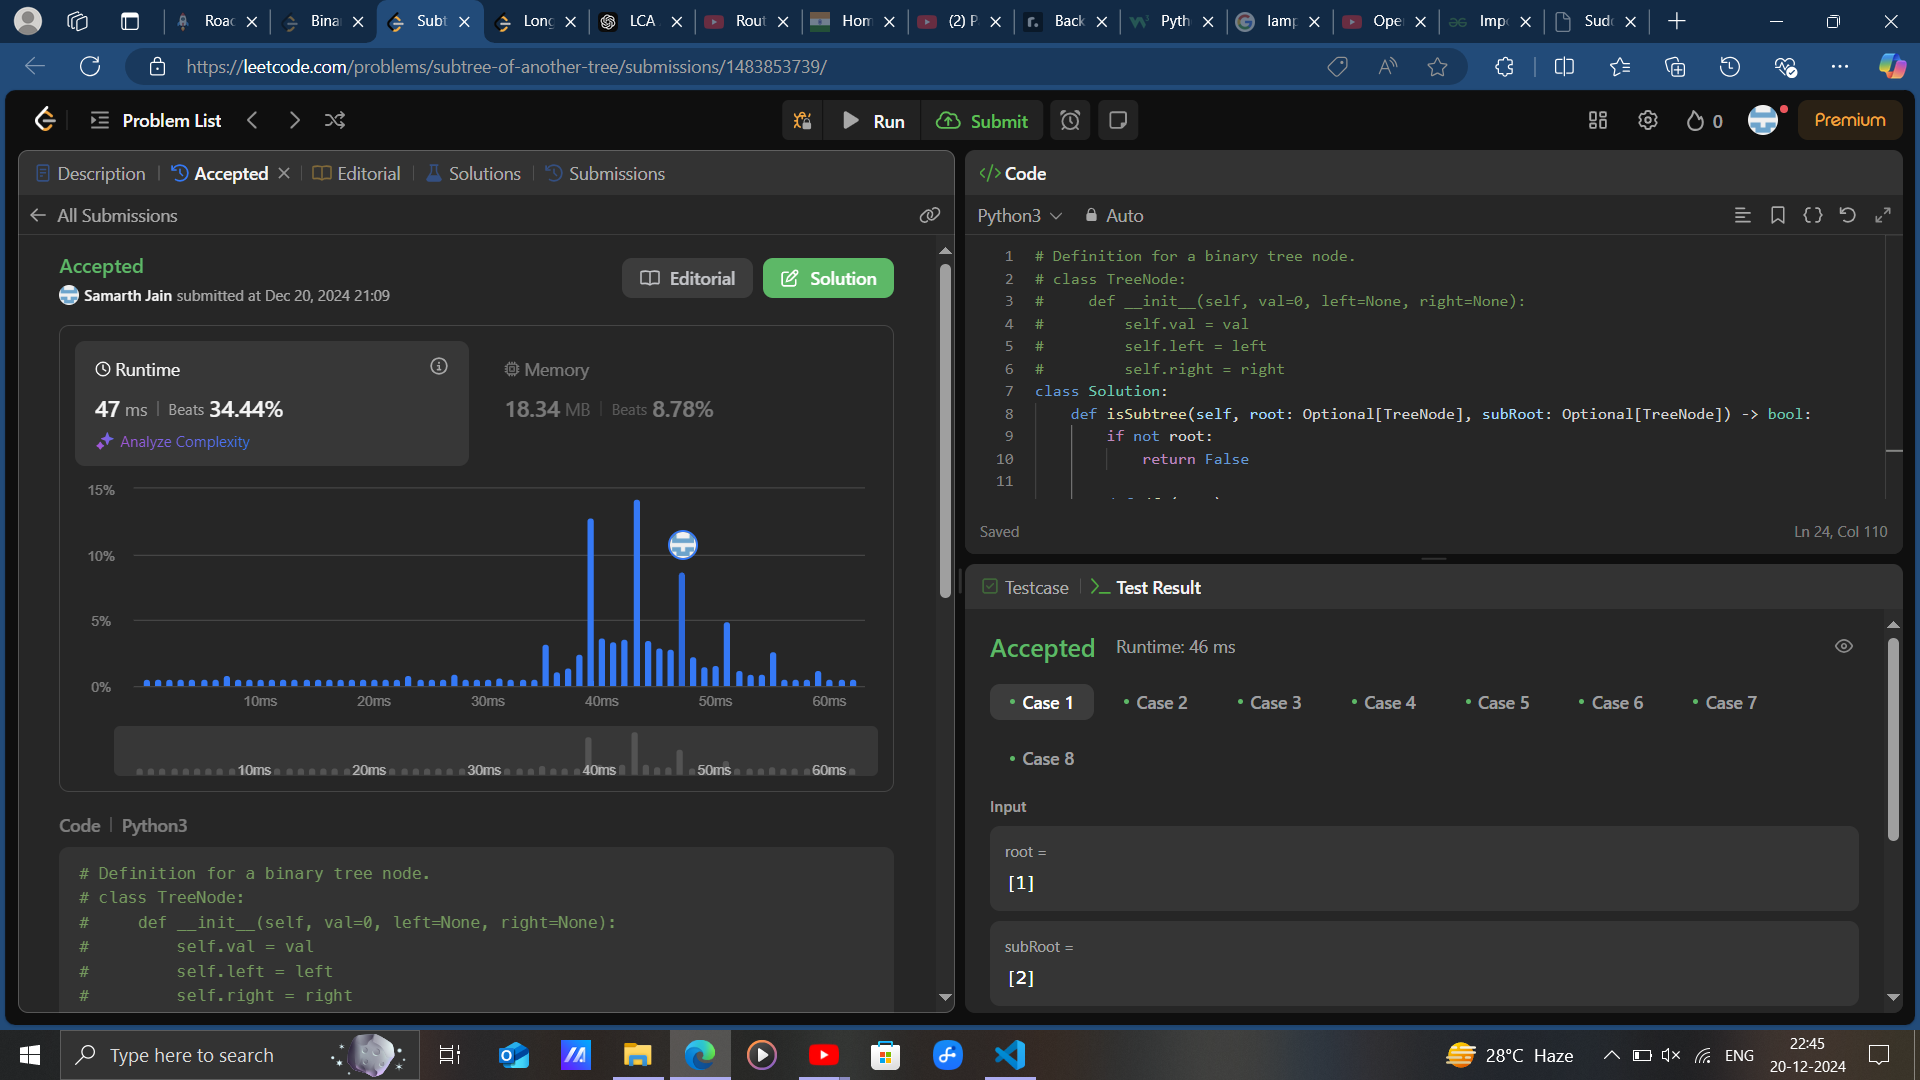 Roa
Bina
Subt
Long
LCA
Rout
Hom
(2) P
Back
Pyth
lamp
Ope
Imp
Sud
https://leetcode.com/problems/subtree-of-another-tree/submissions/1483853739/
Problem List
Run
Submit
0
Premium
Description
Accepted
Editorial
Solutions
Submissions
All Submissions
Accepted
Samarth Jain submitted at Dec 20, 2024 21:09
Editorial
Solution
Runtime
47 ms | Beats 34.44%
Analyze Complexity
Memory
18.34 MB | Beats 8.78%
15%
10%
5%
0%
10ms 20ms 30ms 40ms 50ms 60ms
10ms 20ms 30ms 40ms 50ms 60ms
Code | Python3
# Definition for a binary tree node.
# class TreeNode:
#     def __init__(self, val=0, left=None, right=None):
#         self.val = val
#         self.left = left
#         self.right = right
</> Code
Python3
Auto
1 # Definition for a binary tree node.
2 # class TreeNode:
3 #     def __init__(self, val=0, left=None, right=None):
4 #         self.val = val
5 #         self.left = left
6 #         self.right = right
7 class Solution:
8     def isSubtree(self, root: Optional[TreeNode], subRoot: Optional[TreeNode]) -> bool:
9         if not root:
10             return False
11
Saved
Ln 24, Col 110
Testcase
Test Result
Accepted
Runtime: 46 ms
Case 1
Case 2
Case 3
Case 4
Case 5
Case 6
Case 7
Case 8
Input
root =
[1]
subRoot =
[2]
Type here to search
28°C Haze
ENG
22:45
20-12-2024